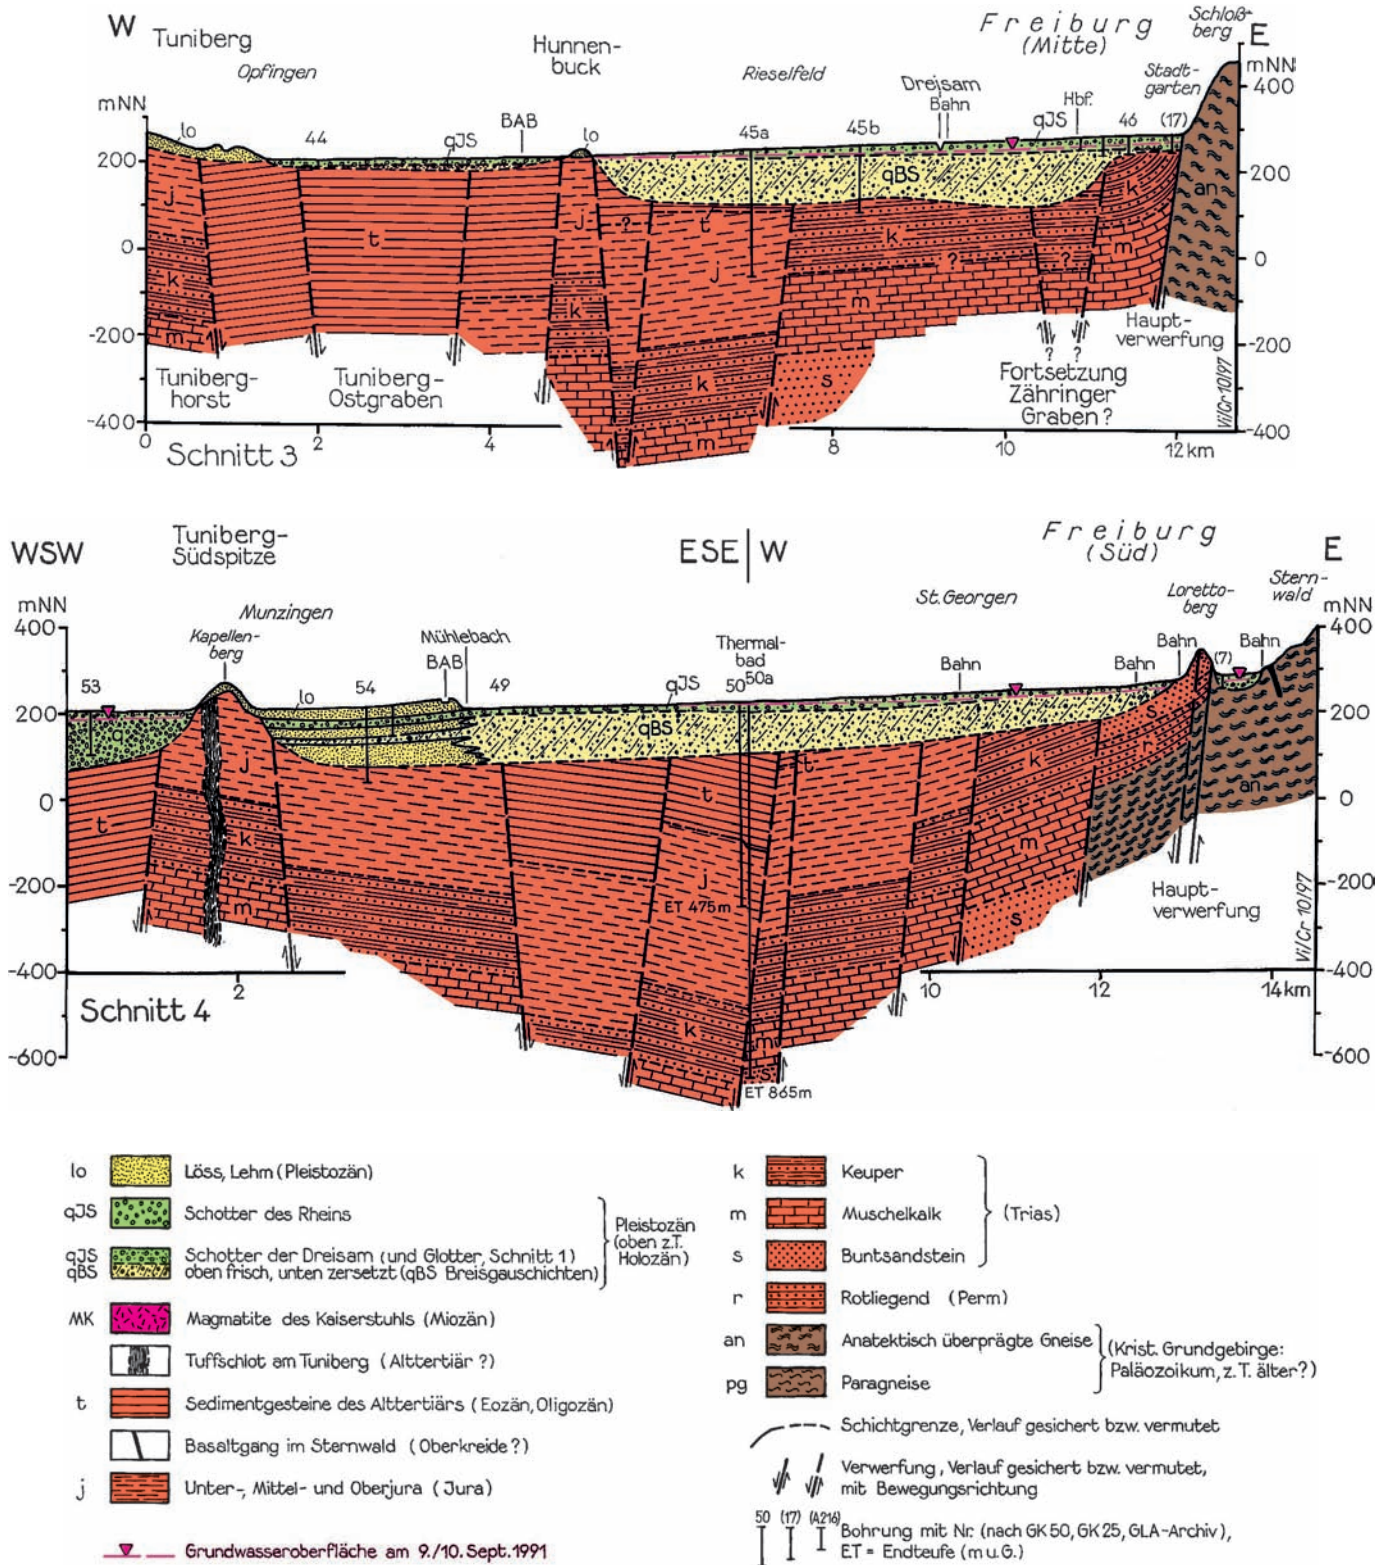 W
Tuniberg
Opfingen
Hunnen-
buck
Rieselfeld
Freiburg
(Mitte)
Schloß-
berg
E
mNN
lo
44
qJS
BAB
lo
45a
45b
Dreisam
Bahn
qJS
Hbf.
46
Stadt-
garten
(17)
mNN
400
200
0
-200
-400
200
0
-200
-400
j
k
m
t
j
k
?
t
j
k
m
qBS
k
?
m
s
?
k
m
an
Tuniberg-
horst
Tuniberg-
Ostgraben
? ?
Fortsetzung
Zähringer
Graben?
Haupt-
verwerfung
Vi/Cr 10/97
0
2
4
8
10
12 km
Schnitt 3
WSW
Tuniberg-
Südspitze
ESE
W
Freiburg
(Süd)
E
mNN
Munzingen
Kapellen-
berg
Mühlebach
BAB
Thermal-
bad
St. Georgen
Loretto-
berg
Stern-
wald
mNN
53
lo
54
49
qJS
50
50a
Bahn
Bahn
Bahn
(7)
Bahn
400
200
0
-200
-400
-600
400
200
0
-200
-400
-600
q
t
j
k
m
qBS
t
j
ET 475m
k
t
m
s
ET 865m
k
m
s
s
r
an
Haupt-
verwerfung
Vi/Cr 10/97
2
10
12
14 km
Schnitt 4
lo Löss, Lehm (Pleistozän)
qJS Schotter des Rheins
qJS Schotter der Dreisam (und Glotter, Schnitt 1)
qBS oben frisch, unten zersetzt (qBS Breisgauschichten)
Pleistozän
(oben z.T.
Holozän)
MK Magmatite des Kaiserstuhls (Miozän)
Tuffschlot am Tuniberg (Alttertiär ?)
t Sedimentgesteine des Alttertiärs (Eozän, Oligozän)
Basaltgang im Sternwald (Oberkreide ?)
j Unter-, Mittel- und Oberjura (Jura)
Grundwasseroberfläche am 9./10. Sept. 1991
k Keuper
m Muschelkalk
s Buntsandstein
(Trias)
r Rotliegend (Perm)
an Anatektisch überprägte Gneise
pg Paragneise
(Krist. Grundgebirge:
Paläozoikum, z.T. älter?)
Schichtgrenze, Verlauf gesichert bzw. vermutet
Verwerfung, Verlauf gesichert bzw. vermutet,
mit Bewegungsrichtung
50 (17) (A216)
Bohrung mit Nr. (nach GK 50, GK 25, GLA-Archiv),
ET = Endteufe (m u. G.)